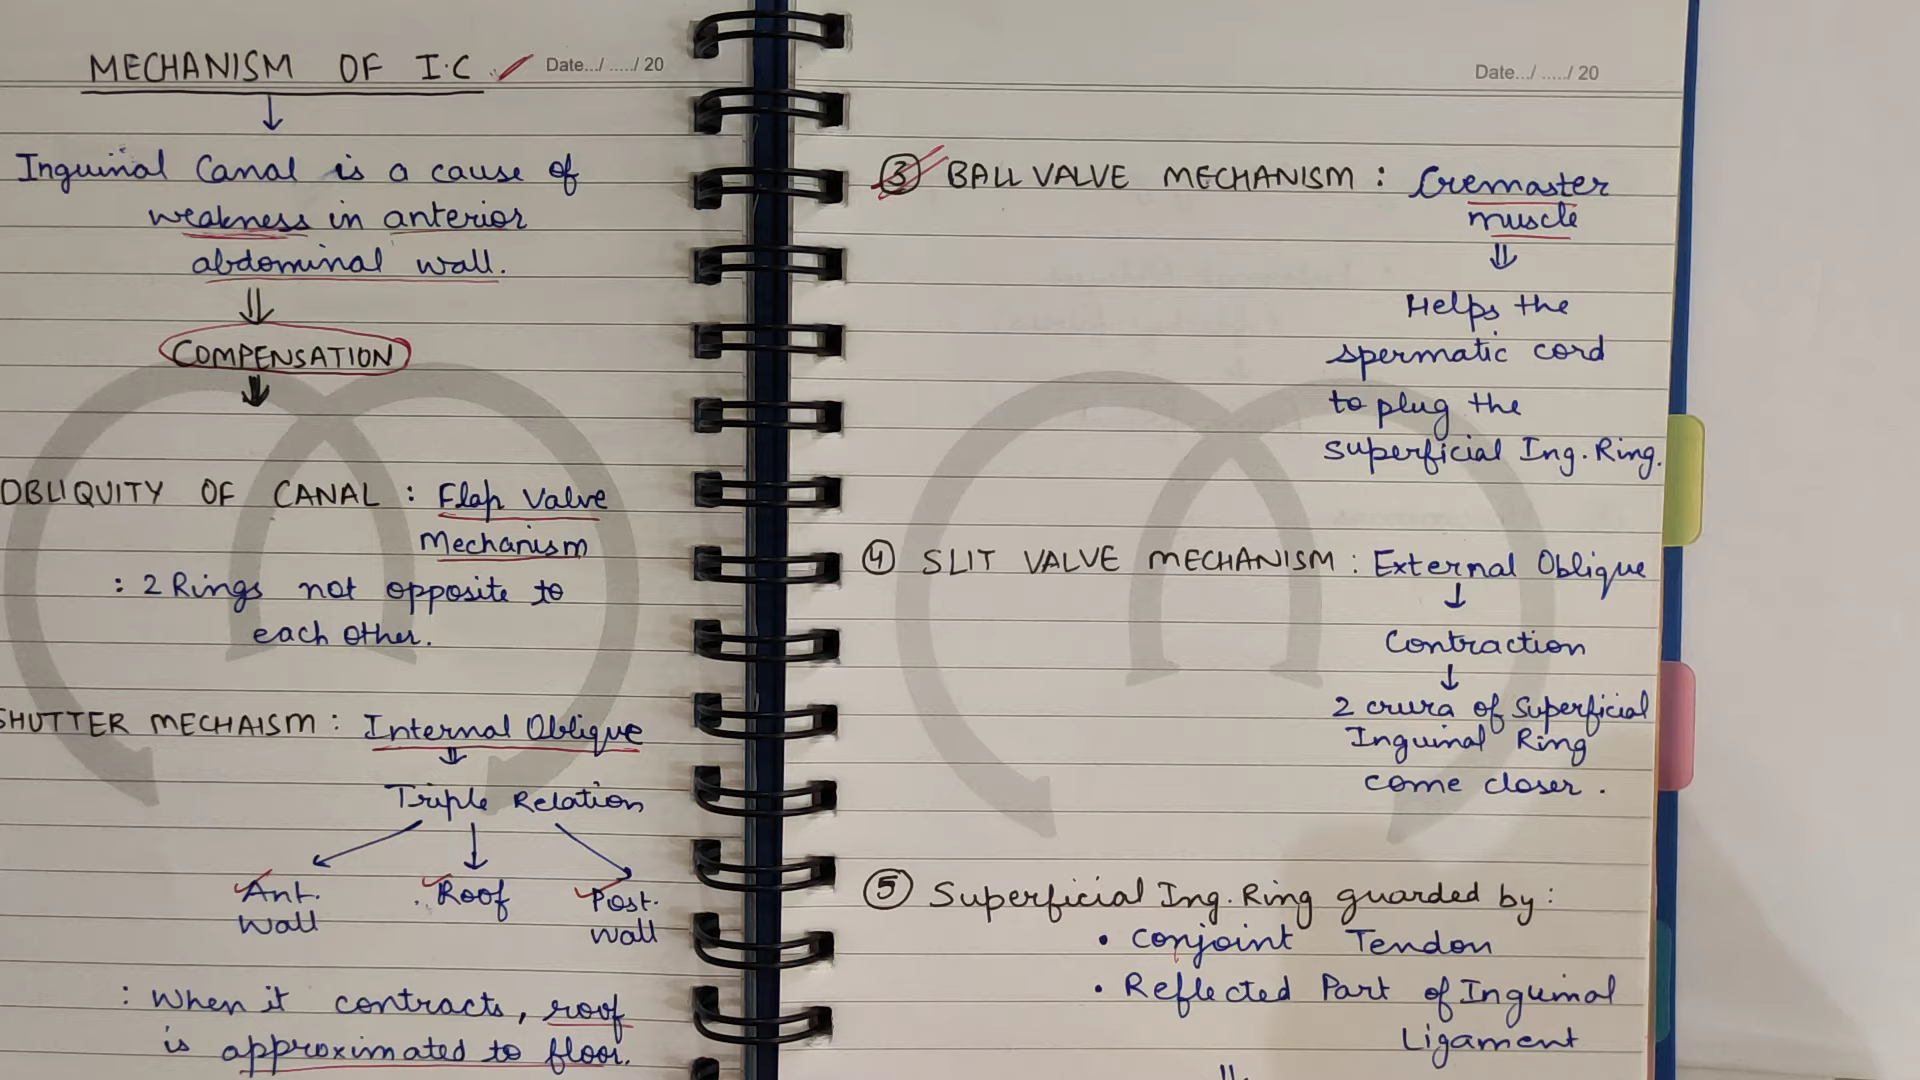 MECHANISM OF I.C.
Date.../ ...../ 20
Inguinal Canal is a cause of
weakness in anterior
abdominal wall.
COMPENSATION
OBLIQUITY OF CANAL : Flap Valve
Mechanism
: 2 Rings not opposite to
each other.
SHUTTER MECHAISM : Internal Oblique
Triple Relation
Ant. Roof Post.
wall wall
: When it contracts, roof
is approximated to floor.
Date.../ ...../ 20
③ BALL VALVE MECHANISM : Cremaster
muscle
Helps the
spermatic cord
to plug the
superficial Ing. Ring.
④ SLIT VALVE MECHANISM : External Oblique
Contraction
2 crura of Superficial
Inguinal Ring
come closer.
⑤ Superficial Ing. Ring guarded by :
• Conjoint Tendon
• Reflected Part of Inguinal
Ligament